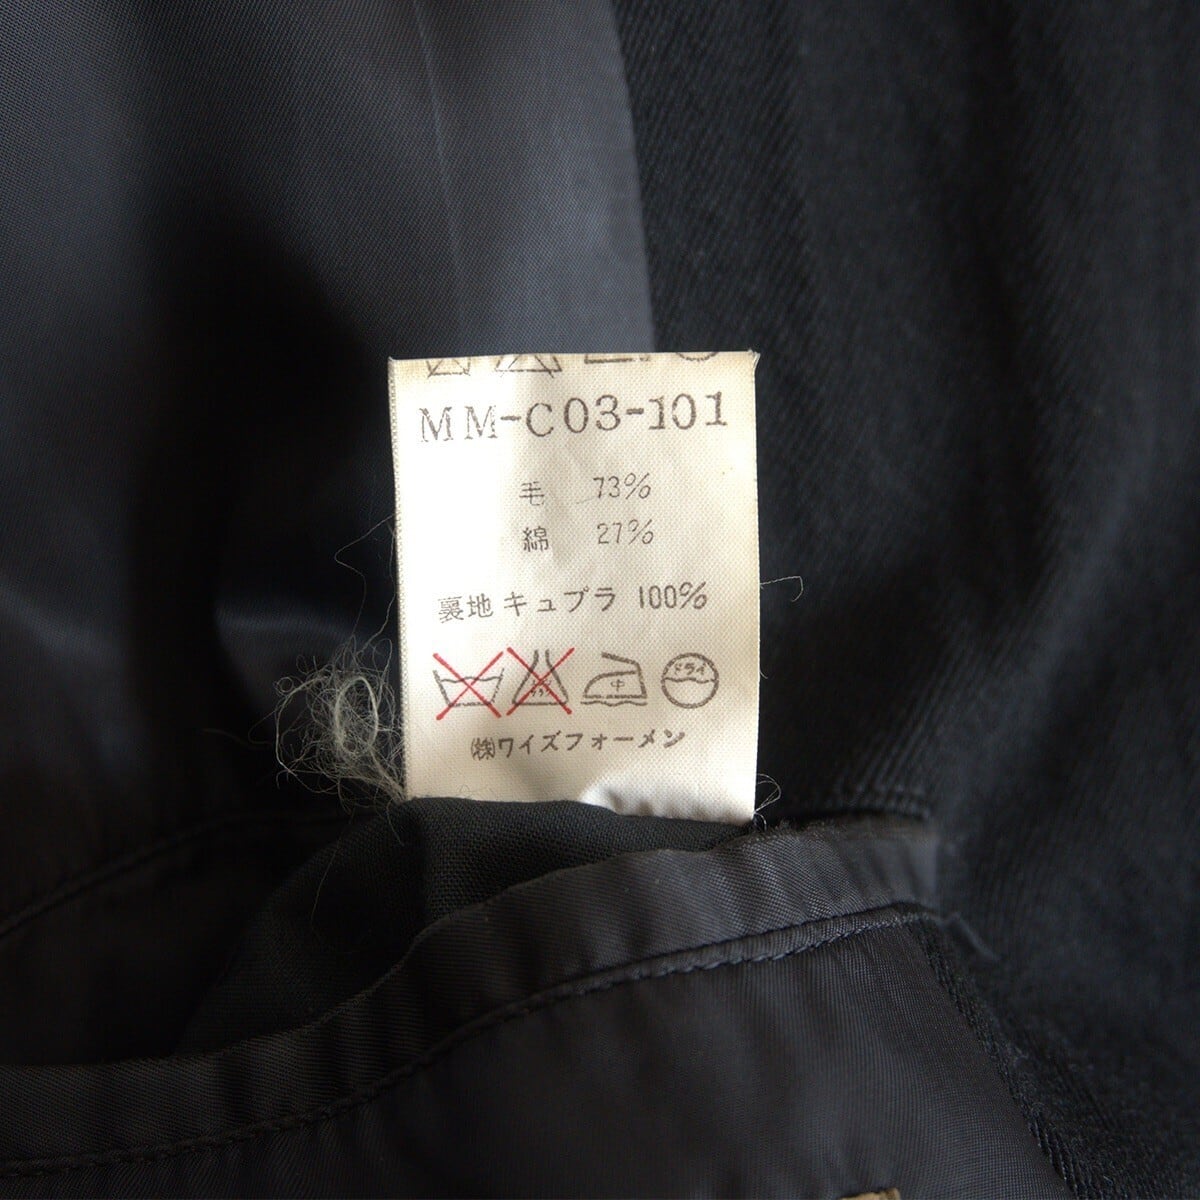 MM-C03-101
毛 73%
綿 27%
裏地 キュプラ 100%
中 ドライ
㈱ワイズフォーメン